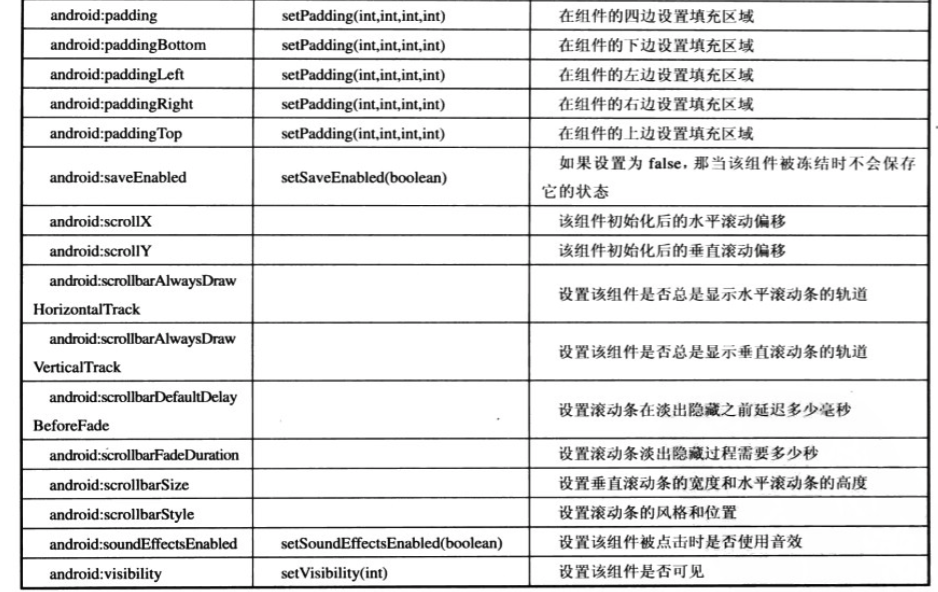 android:padding setPadding(int,int,int,int) 在组件的四边设置填充区域
android:paddingBottom setPadding(int,int,int,int) 在组件的下边设置填充区域
android:paddingLeft setPadding(int,int,int,int) 在组件的左边设置填充区域
android:paddingRight setPadding(int,int,int,int) 在组件的右边设置填充区域
android:paddingTop setPadding(int,int,int,int) 在组件的上边设置填充区域
android:saveEnabled setSaveEnabled(boolean) 如果设置为 false,那当该组件被冻结时不会保存
它的状态
android:scrollX 该组件初始化后的水平滚动偏移
android:scrollY 该组件初始化后的垂直滚动偏移
android:scrollbarAlwaysDraw
HorizontalTrack 设置该组件是否总是显示水平滚动条的轨道
android:scrollbarAlwaysDraw
VerticalTrack 设置该组件是否总是显示垂直滚动条的轨道
android:scrollbarDefaultDelay
BeforeFade 设置滚动条在淡出隐藏之前延迟多少毫秒
android:scrollbarFadeDuration 设置滚动条淡出隐藏过程需要多少秒
android:scrollbarSize 设置垂直滚动条的宽度和水平滚动条的高度
android:scrollbarStyle 设置滚动条的风格和位置
android:soundEffectsEnabled setSoundEffectsEnabled(boolean) 设置该组件被点击时是否使用音效
android:visibility setVisibility(int) 设置该组件是否可见